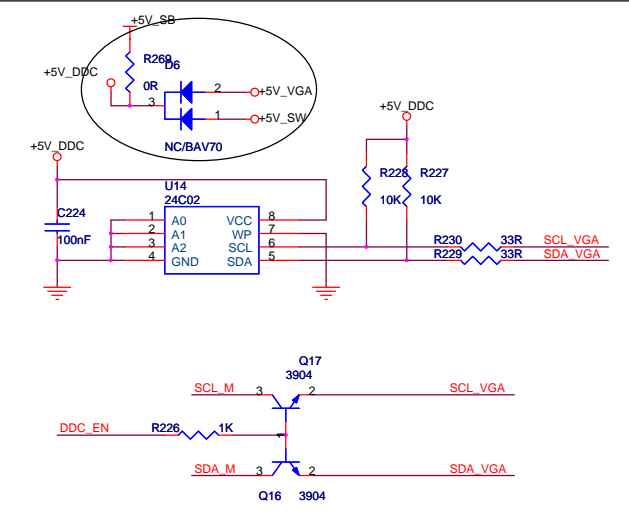 +5V_SB
R269
D6
+5V_DDC
0R
2
+5V_VGA
3
1
+5V_SW
NC/BAV70
+5V_DDC
+5V_DDC
U14
24C02
R228
R227
10K
10K
C224
100nF
1
A0
VCC
8
2
A1
WP
7
3
A2
SCL
6
4
GND
SDA
5
R230
33R
SCL_VGA
R229
33R
SDA_VGA
Q17
3904
SCL_M
3
2
SCL_VGA
DDC_EN
R226
1K
1
SDA_M
3
2
SDA_VGA
Q16
3904